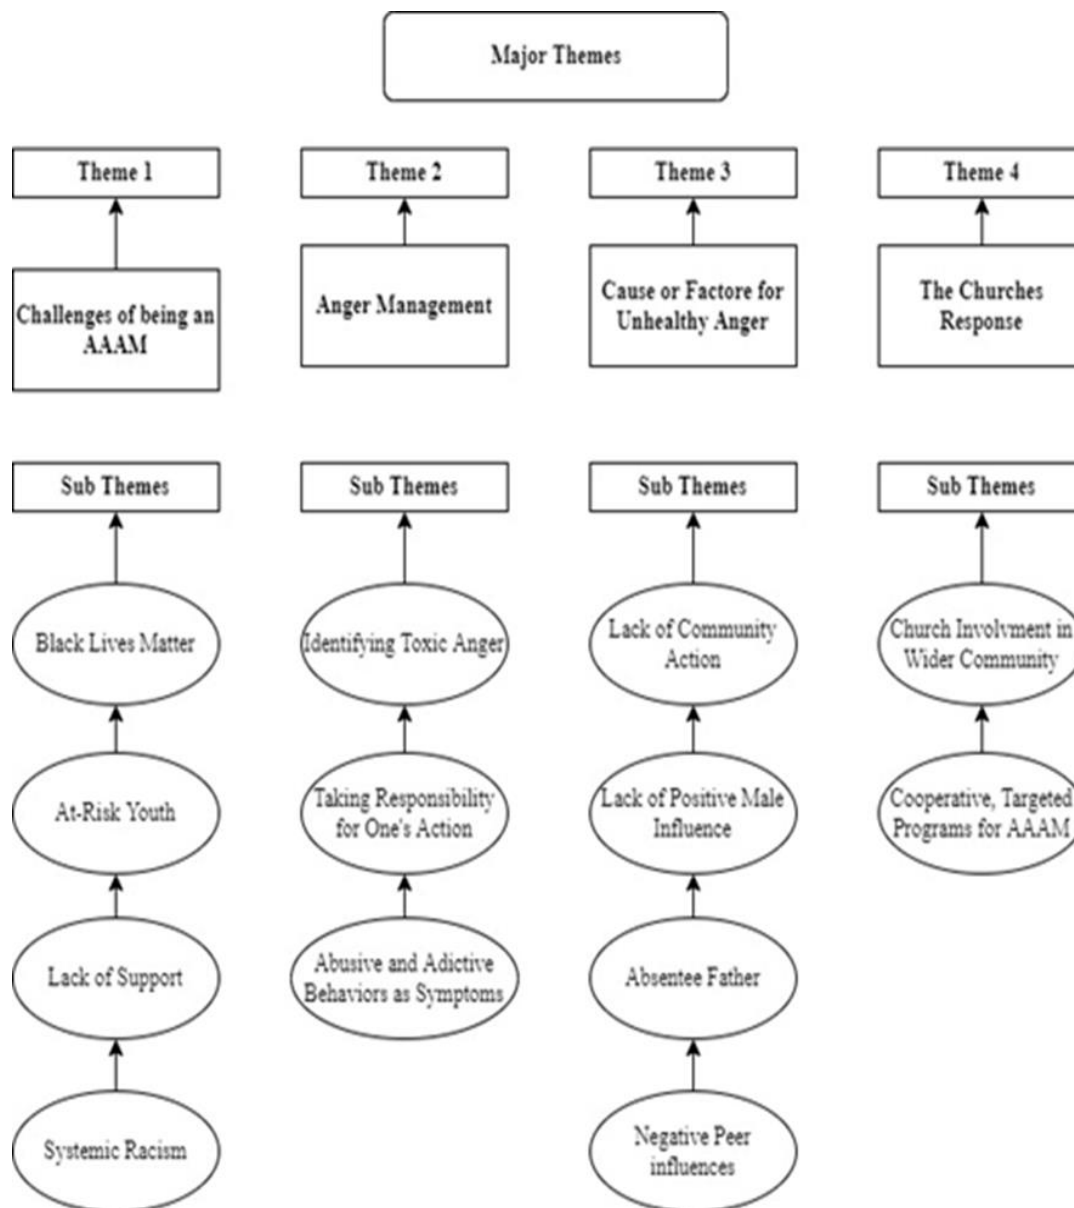 Major Themes
Theme 1
Theme 2
Theme 3
Theme 4
Challenges of being an
AAAM
Anger Management
Cause or Factore for
Unhealthy Anger
The Churches
Response
Sub Themes
Sub Themes
Sub Themes
Sub Themes
Black Lives Matter
Identifying Toxic Anger
Lack of Community
Action
Church Involvment in
Wider Community
At-Risk Youth
Taking Responsibility
for One's Action
Lack of Positive Male
Influence
Cooperative, Targeted
Programs for AAAM
Lack of Support
Abusive and Adictive
Behaviors as Symptoms
Absentee Father
Systemic Racism
Negative Peer
influences